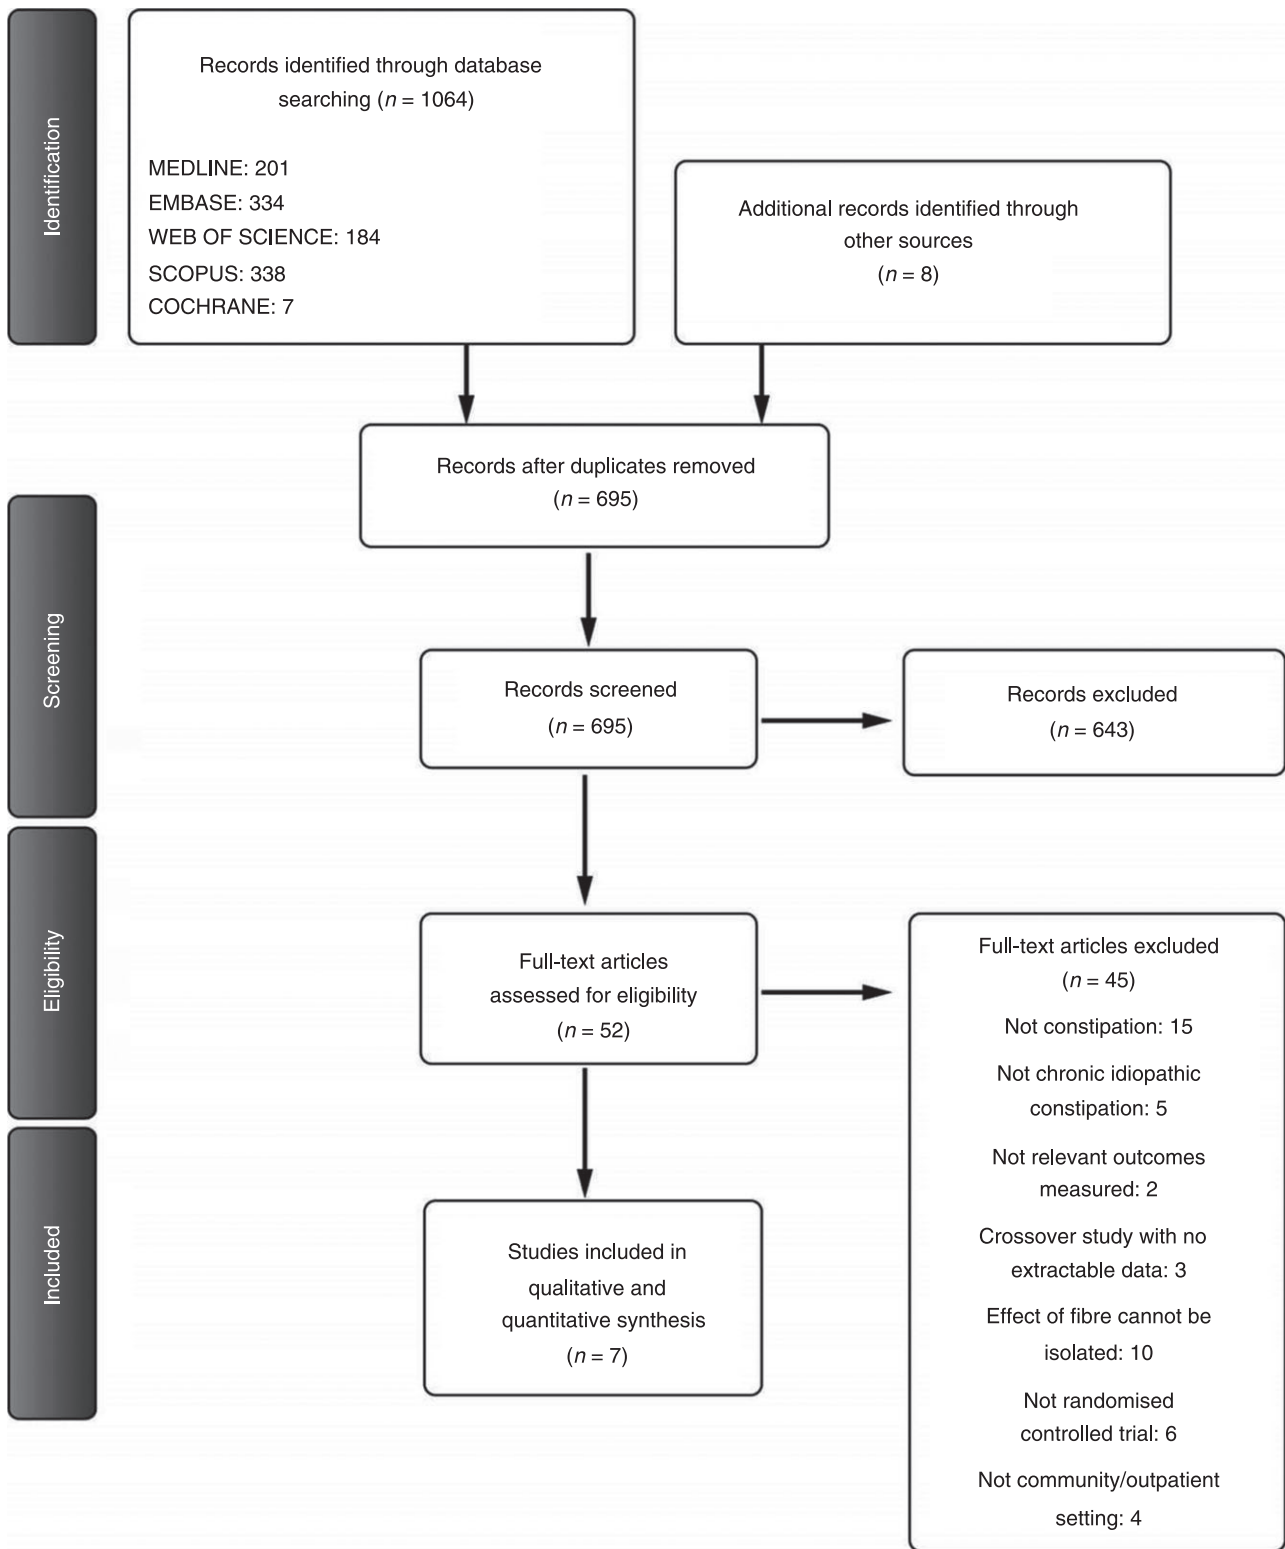 Identification
Records identified through database
searching (n = 1064)
MEDLINE: 201
EMBASE: 334
WEB OF SCIENCE: 184
SCOPUS: 338
COCHRANE: 7
Additional records identified through
other sources
(n = 8)
Records after duplicates removed
(n = 695)
Screening
Records screened
(n = 695)
Records excluded
(n = 643)
Eligibility
Full-text articles
assessed for eligibility
(n = 52)
Full-text articles excluded
(n = 45)
Not constipation: 15
Not chronic idiopathic
constipation: 5
Not relevant outcomes
measured: 2
Crossover study with no
extractable data: 3
Effect of fibre cannot be
isolated: 10
Not randomised
controlled trial: 6
Not community/outpatient
setting: 4
Included
Studies included in
qualitative and
quantitative synthesis
(n = 7)